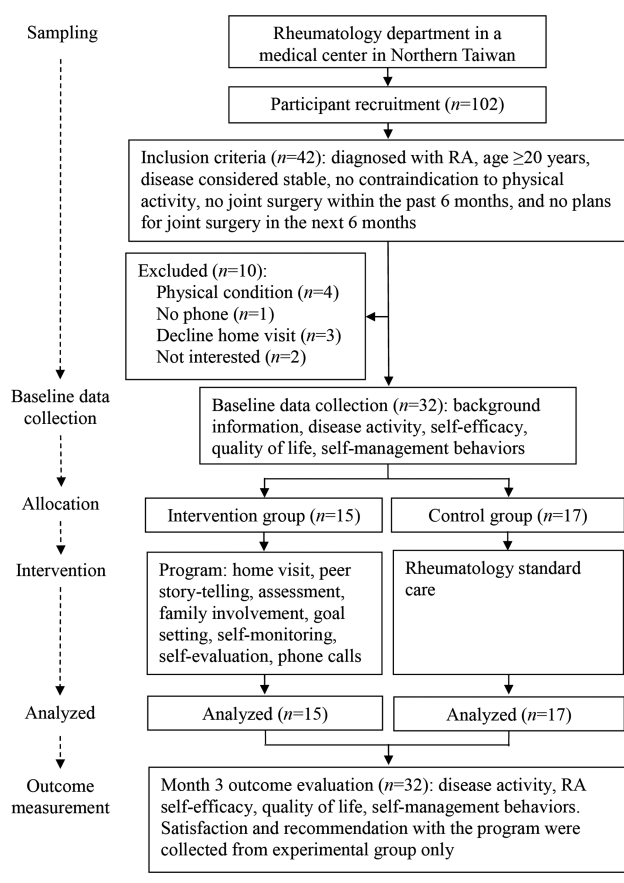 Sampling
Rheumatology department in a
medical center in Northern Taiwan
Participant recruitment (n=102)
Inclusion criteria (n=42): diagnosed with RA, age ≥20 years,
disease considered stable, no contraindication to physical
activity, no joint surgery within the past 6 months, and no plans
for joint surgery in the next 6 months
Excluded (n=10):
Physical condition (n=4)
No phone (n=1)
Decline home visit (n=3)
Not interested (n=2)
Baseline data
collection
Baseline data collection (n=32): background
information, disease activity, self-efficacy,
quality of life, self-management behaviors
Allocation
Intervention group (n=15)
Control group (n=17)
Intervention
Program: home visit, peer
story-telling, assessment,
family involvement, goal
setting, self-monitoring,
self-evaluation, phone calls
Rheumatology standard
care
Analyzed
Analyzed (n=15)
Analyzed (n=17)
Outcome
measurement
Month 3 outcome evaluation (n=32): disease activity, RA
self-efficacy, quality of life, self-management behaviors.
Satisfaction and recommendation with the program were
collected from experimental group only